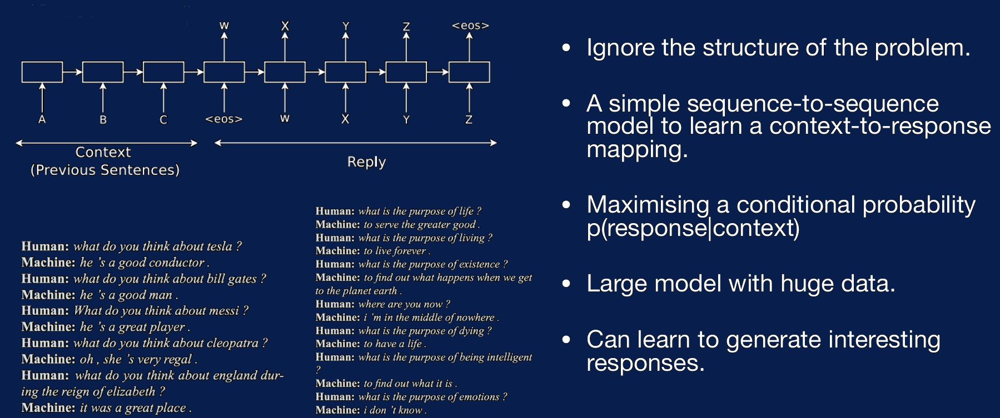 W X Y Z <eos>
A B C <eos> W X Y Z
Context
(Previous Sentences)
Reply
Human: what do you think about tesla ?
Machine: he 's a good conductor .
Human: what do you think about bill gates ?
Machine: he 's a good man .
Human: What do you think about messi ?
Machine: he 's a great player .
Human: what do you think about cleopatra ?
Machine: oh , she 's very regal .
Human: what do you think about england dur-
ing the reign of elizabeth ?
Machine: it was a great place .
Human: what is the purpose of life ?
Machine: to serve the greater good .
Human: what is the purpose of living ?
Machine: to live forever .
Human: what is the purpose of existence ?
Machine: to find out what happens when we get
to the planet earth .
Human: where are you now ?
Machine: i 'm in the middle of nowhere .
Human: what is the purpose of dying ?
Machine: to have a life .
Human: what is the purpose of being intelligent
?
Machine: to find out what it is .
Human: what is the purpose of emotions ?
Machine: i don 't know .
• Ignore the structure of the problem.
• A simple sequence-to-sequence
model to learn a context-to-response
mapping.
• Maximising a conditional probability
p(response|context)
• Large model with huge data.
• Can learn to generate interesting
responses.